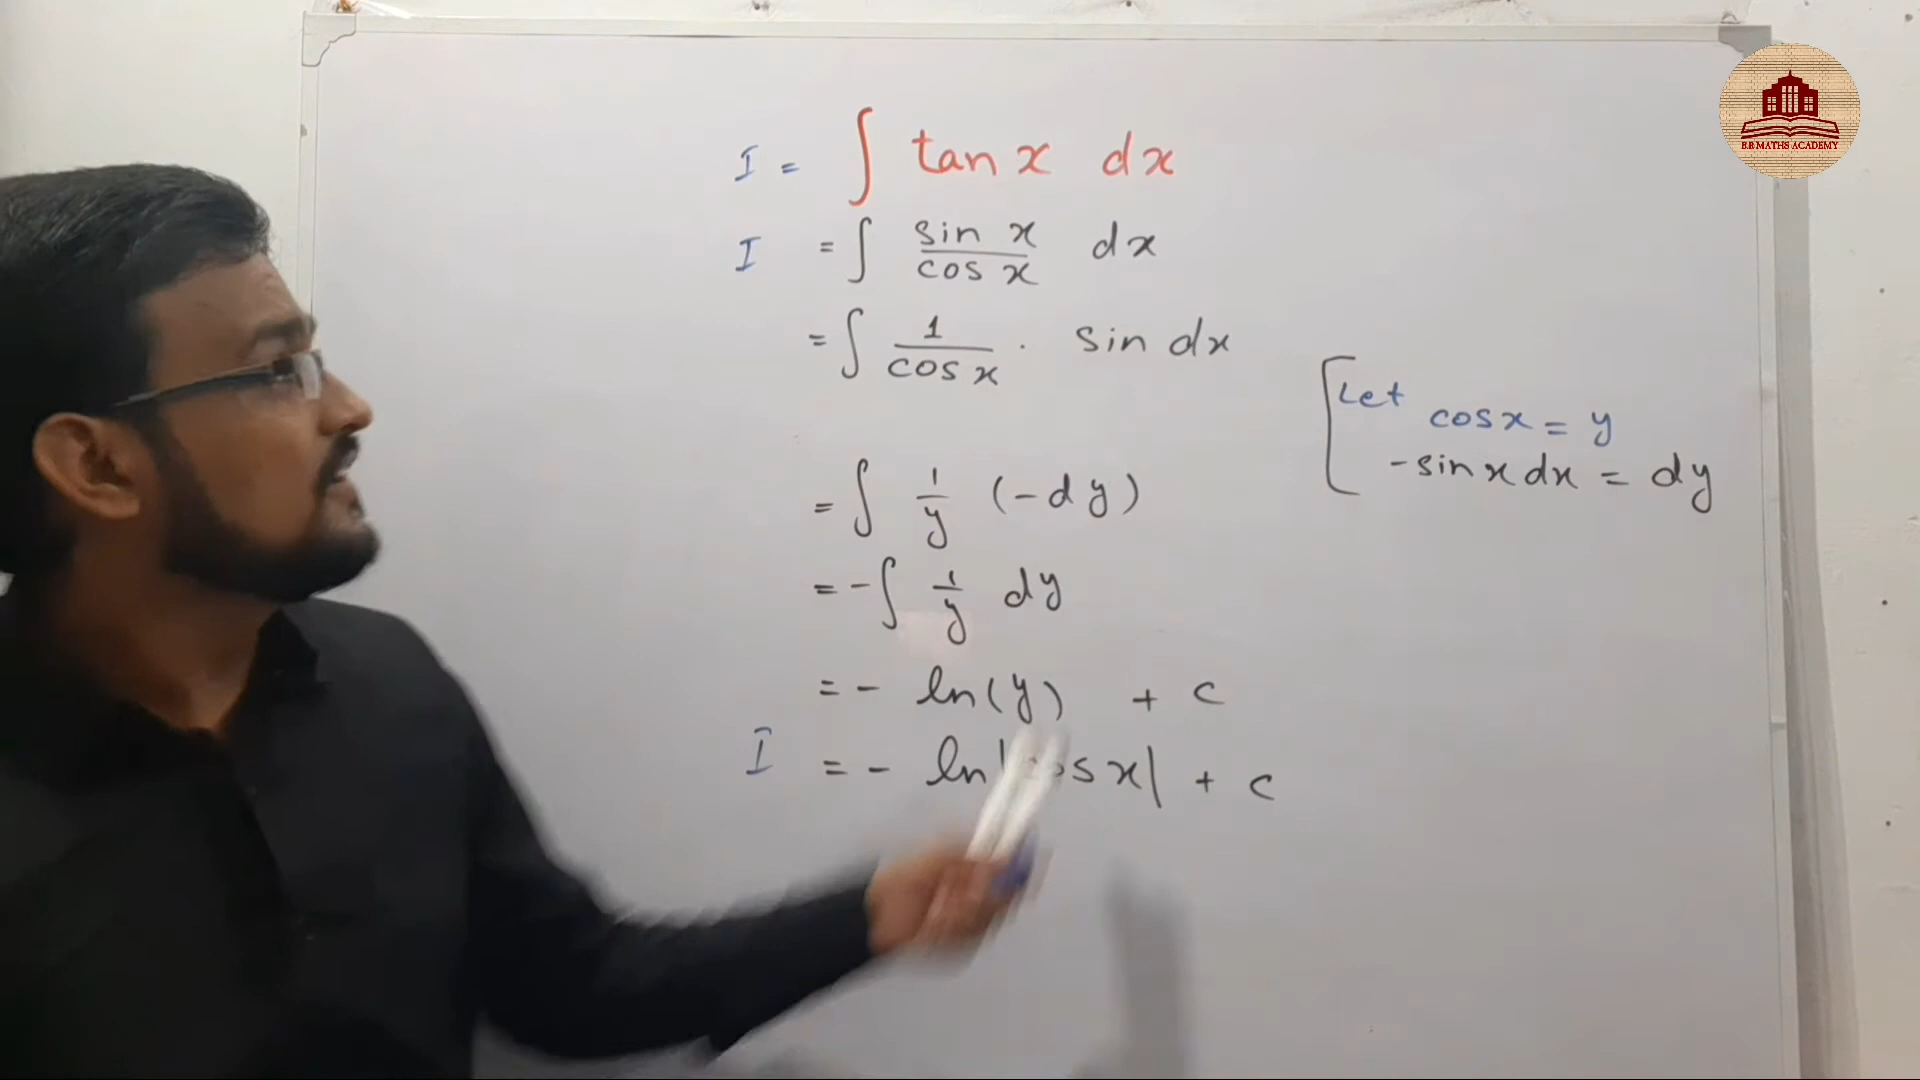 I = ∫ tan x dx
I = ∫ sin x / cos x dx
= ∫ 1 / cos x · sin dx
Let cos x = y
- sin x dx = dy
= ∫ 1 / y (- dy)
= - ∫ 1 / y dy
= - ln(y) + c
I = - ln|cos x| + c
B.B MATHS ACADEMY